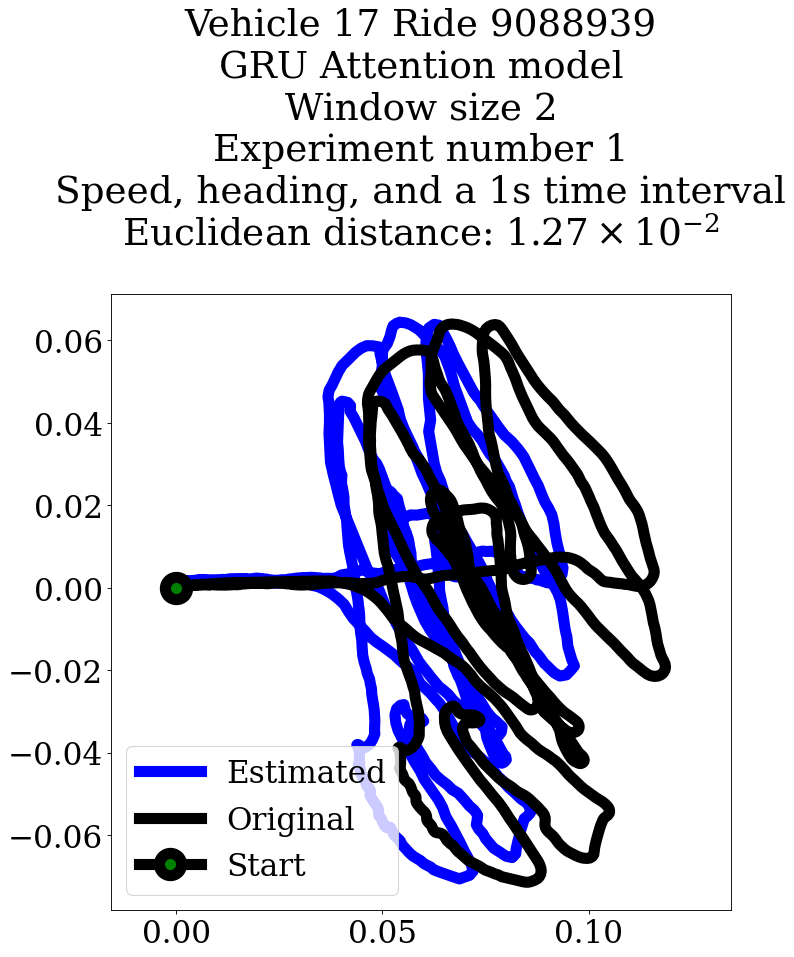 Vehicle 17 Ride 9088939
GRU Attention model
Window size 2
Experiment number 1
Speed, heading, and a 1s time interval
Euclidean distance: 1.27 × 10⁻²
0.06
0.04
0.02
0.00
−0.02
−0.04
−0.06
Estimated
Original
Start
0.00 0.05 0.10